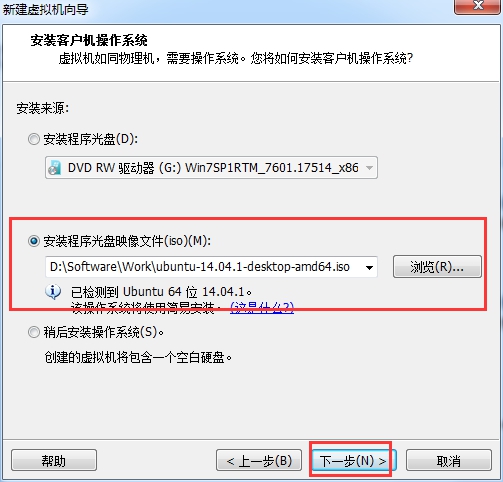 新建虚拟机向导
安装客户机操作系统
虚拟机如同物理机，需要操作系统。您将如何安装客户机操作系统?
安装来源:
安装程序光盘(D):
DVD RW 驱动器 (G:) Win7SP1RTM_7601.17514_x86
安装程序光盘映像文件(iso)(M):
D:\Software\Work\ubuntu-14.04.1-desktop-amd64.iso
浏览(R)...
已检测到 Ubuntu 64 位 14.04.1。
该操作系统将使用简易安装。 (这是什么?)
稍后安装操作系统(S)。
创建的虚拟机将包含一个空白硬盘。
帮助
< 上一步(B)
下一步(N) >
取消